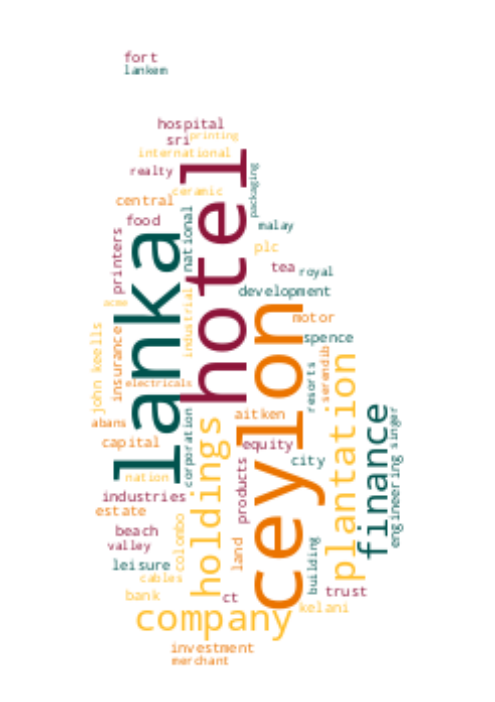 fort
lankem
hospital
sri
printing
international
realty
ceramic
packaging
central
food
national
malay
printers
hotel
lanka
plc
tea
royal
development
acme
industrial
motor
ceylon
spence
john keells
insurance
electricals
resorts
serendib
plantation
abans
corporation
aitken
holdings
finance
singer
capital
equity
city
engineering
nation
products
industries
estate
beach
colombo
land
valley
leisure
building
cables
bank
ct
trust
kelani
company
investment
merchant